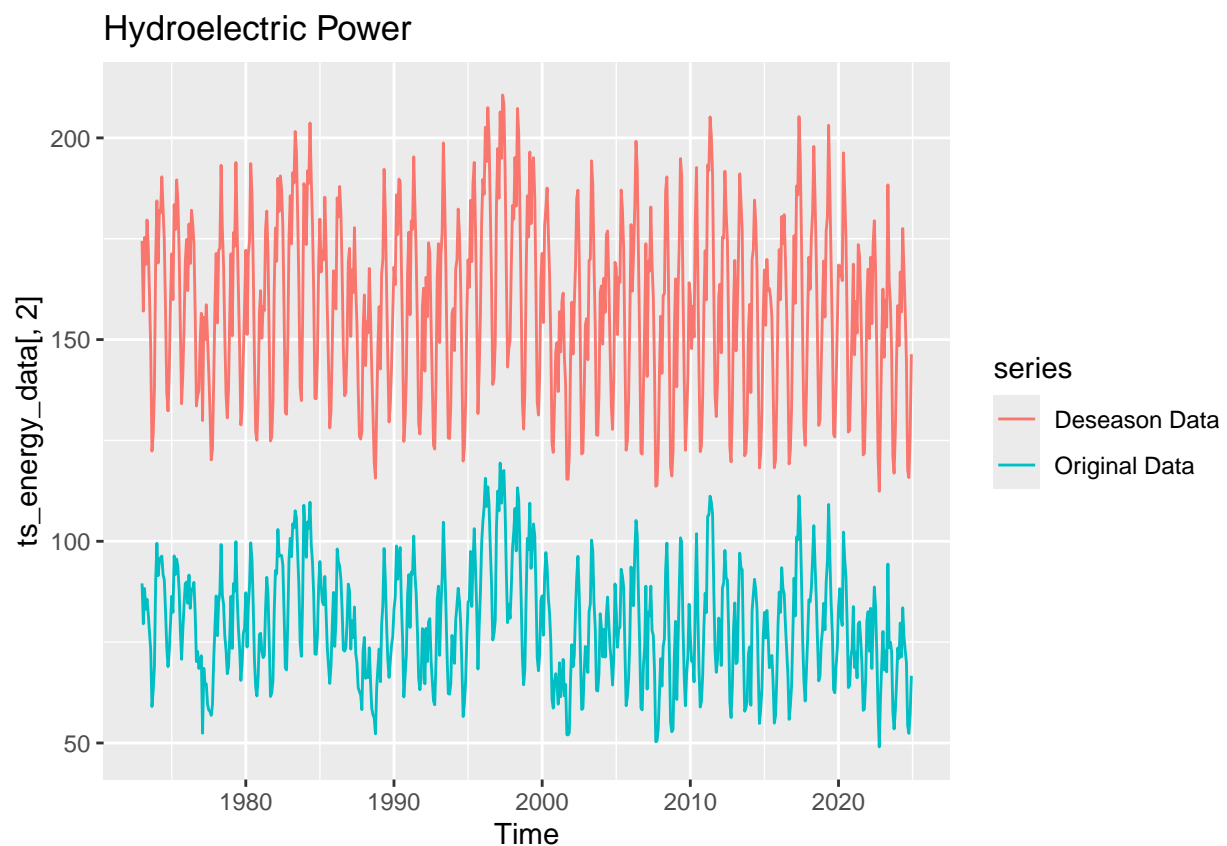 Hydroelectric Power
200
150
100
50
ts_energy_data[, 2]
1980
1990
2000
2010
2020
Time
series
Deseason Data
Original Data